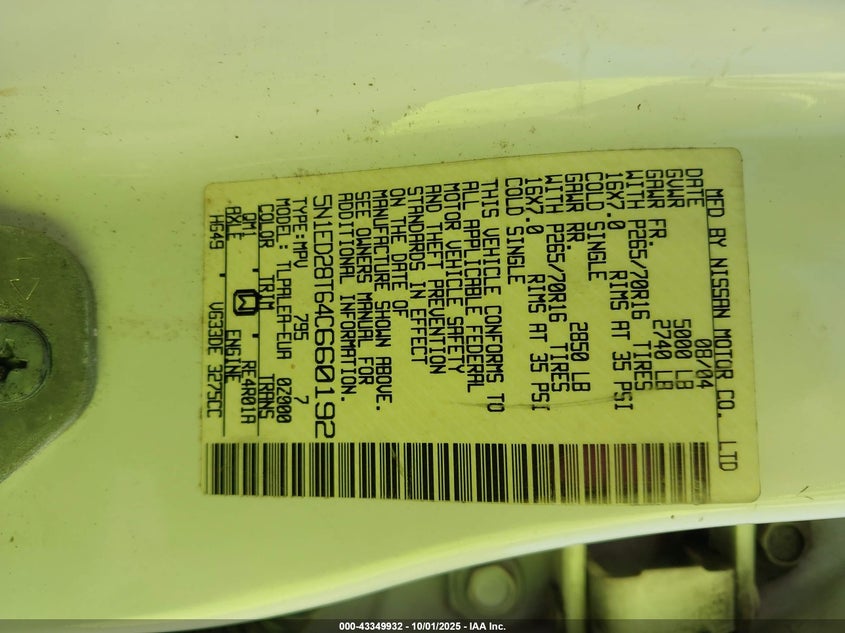 MFD BY NISSAN MOTOR CO., LTD
DATE 08/04
GVWR 5000 LB
GAWR FR. 2740 LB
WITH P265/70R16 TIRES
16X7.0 RIMS AT 35 PSI
COLD SINGLE
GAWR RR. 2850 LB
WITH P265/70R16 TIRES
16X7.0 RIMS AT 35 PSI
COLD SINGLE
THIS VEHICLE CONFORMS TO
ALL APPLICABLE FEDERAL
MOTOR VEHICLE SAFETY
AND THEFT PREVENTION
STANDARDS IN EFFECT
ON THE DATE OF
MANUFACTURE SHOWN ABOVE.
SEE OWNERS MANUAL FOR
ADDITIONAL INFORMATION.
5N1ED28T64C660192
TYPE:MPV 795 7
MODEL: TLPALER-EUA 02000
COLOR TRIM TRANS
QM1 W RE4R01A
AXLE ENGINE
HG49 VG33DE 3275CC
000-43349932 - 10/01/2025 - IAA Inc.